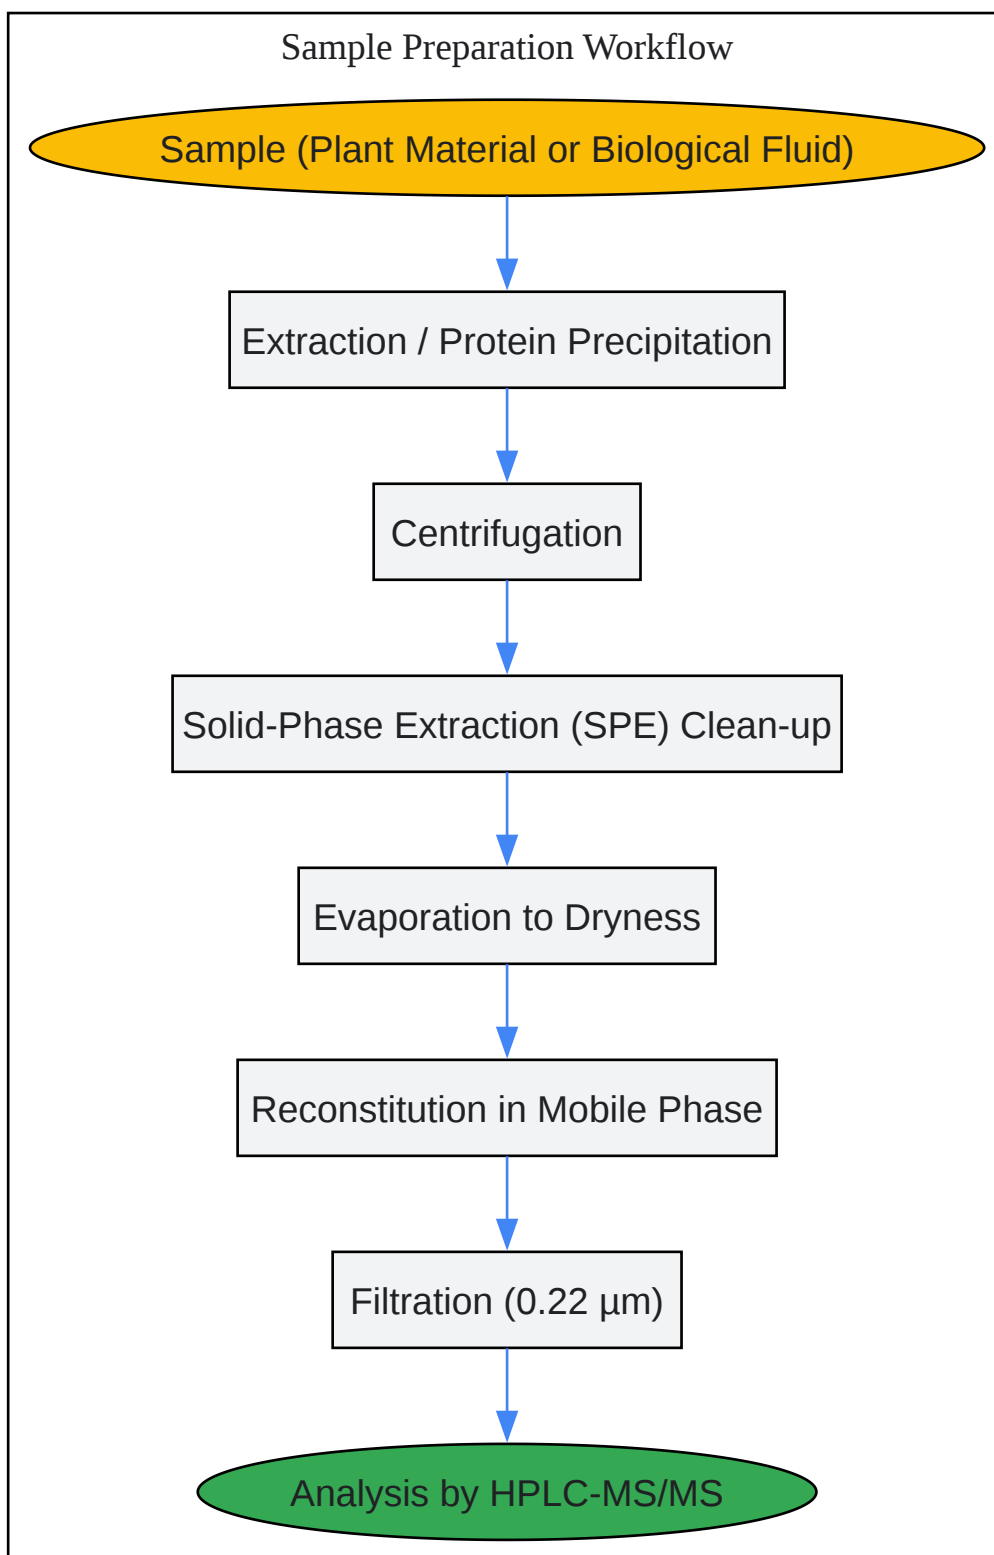 Sample Preparation Workflow
Sample (Plant Material or Biological Fluid)
Extraction / Protein Precipitation
Centrifugation
Solid-Phase Extraction (SPE) Clean-up
Evaporation to Dryness
Reconstitution in Mobile Phase
Filtration (0.22 µm)
Analysis by HPLC-MS/MS